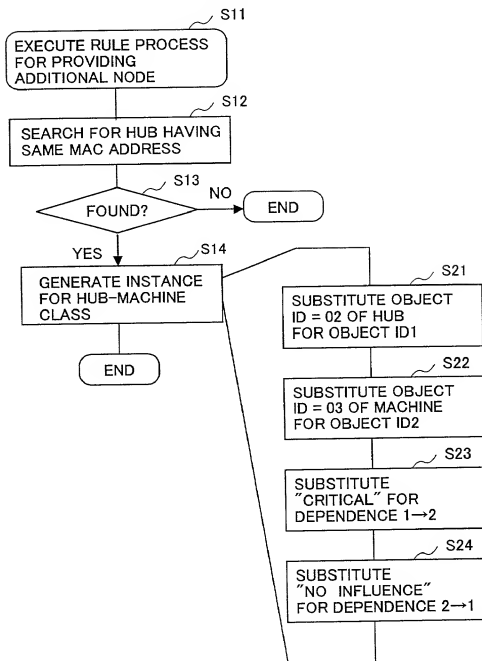 S11
EXECUTE RULE PROCESS
FOR PROVIDING
ADDITIONAL NODE
S12
SEARCH FOR HUB HAVING
SAME MAC ADDRESS
S13
FOUND?
NO
END
YES
S14
GENERATE INSTANCE
FOR HUB-MACHINE
CLASS
END
S21
SUBSTITUTE OBJECT
ID = 02 OF HUB
FOR OBJECT ID1
S22
SUBSTITUTE OBJECT
ID = 03 OF MACHINE
FOR OBJECT ID2
S23
SUBSTITUTE
"CRITICAL" FOR
DEPENDENCE 1→2
S24
SUBSTITUTE
"NO INFLUENCE"
FOR DEPENDENCE 2→1